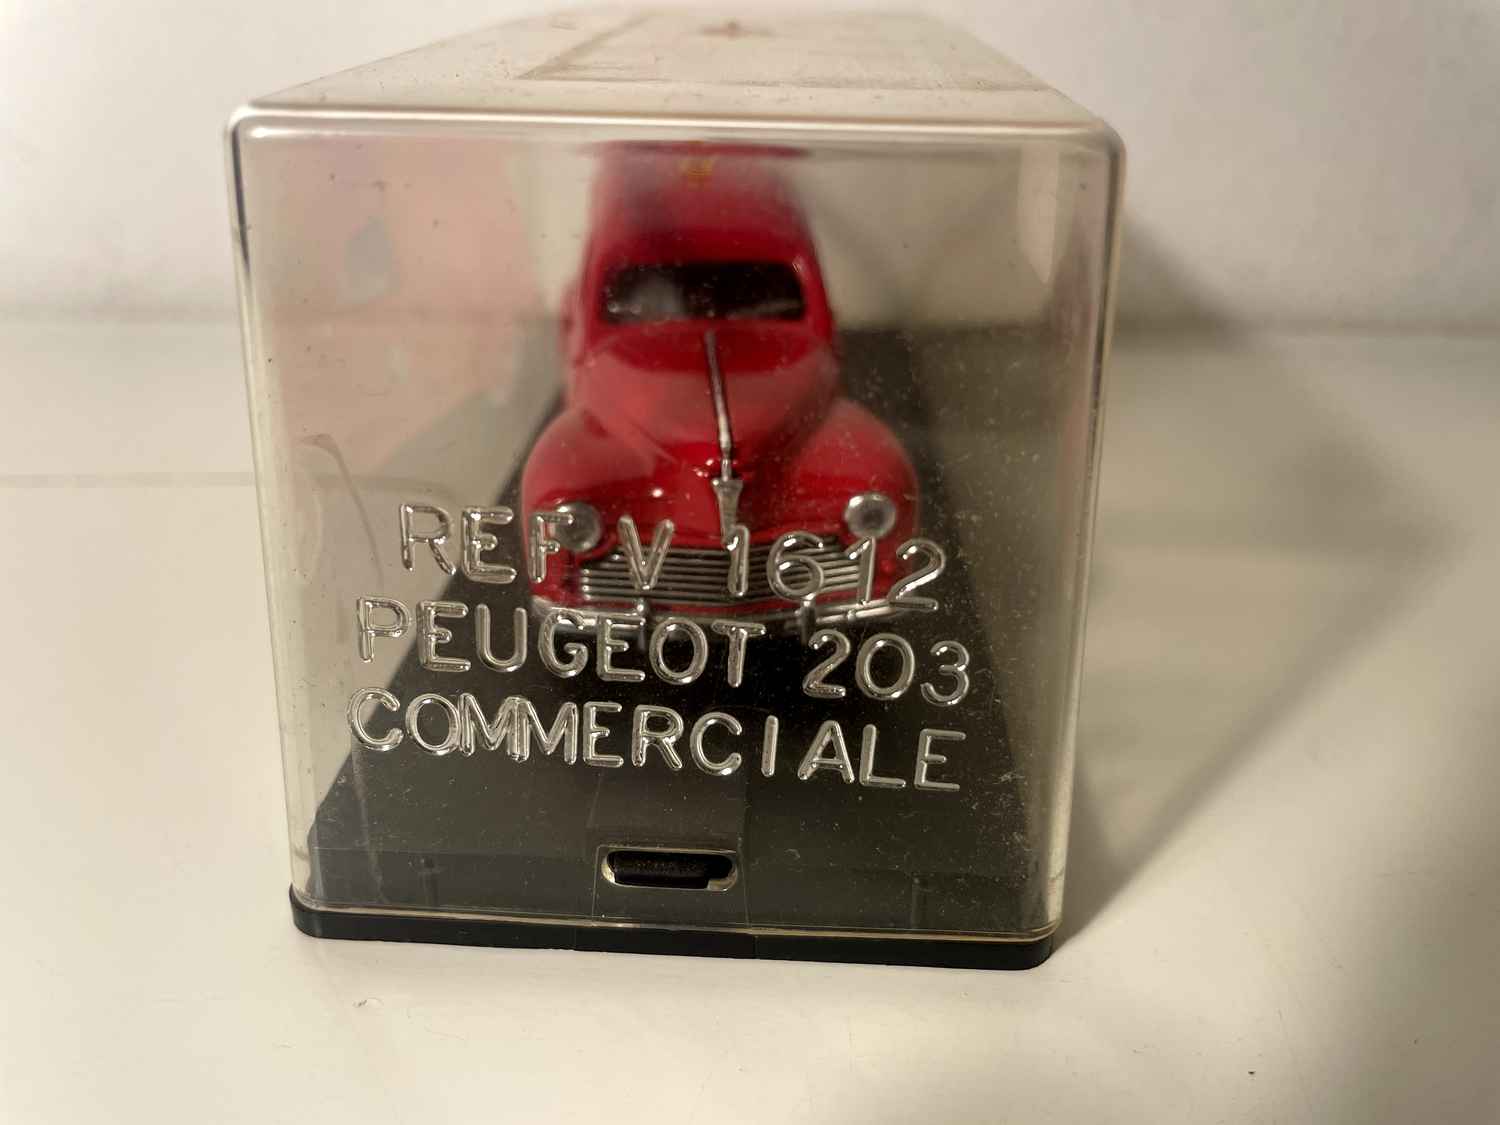 REF V 1612
PEUGEOT 203
COMMERCIALE